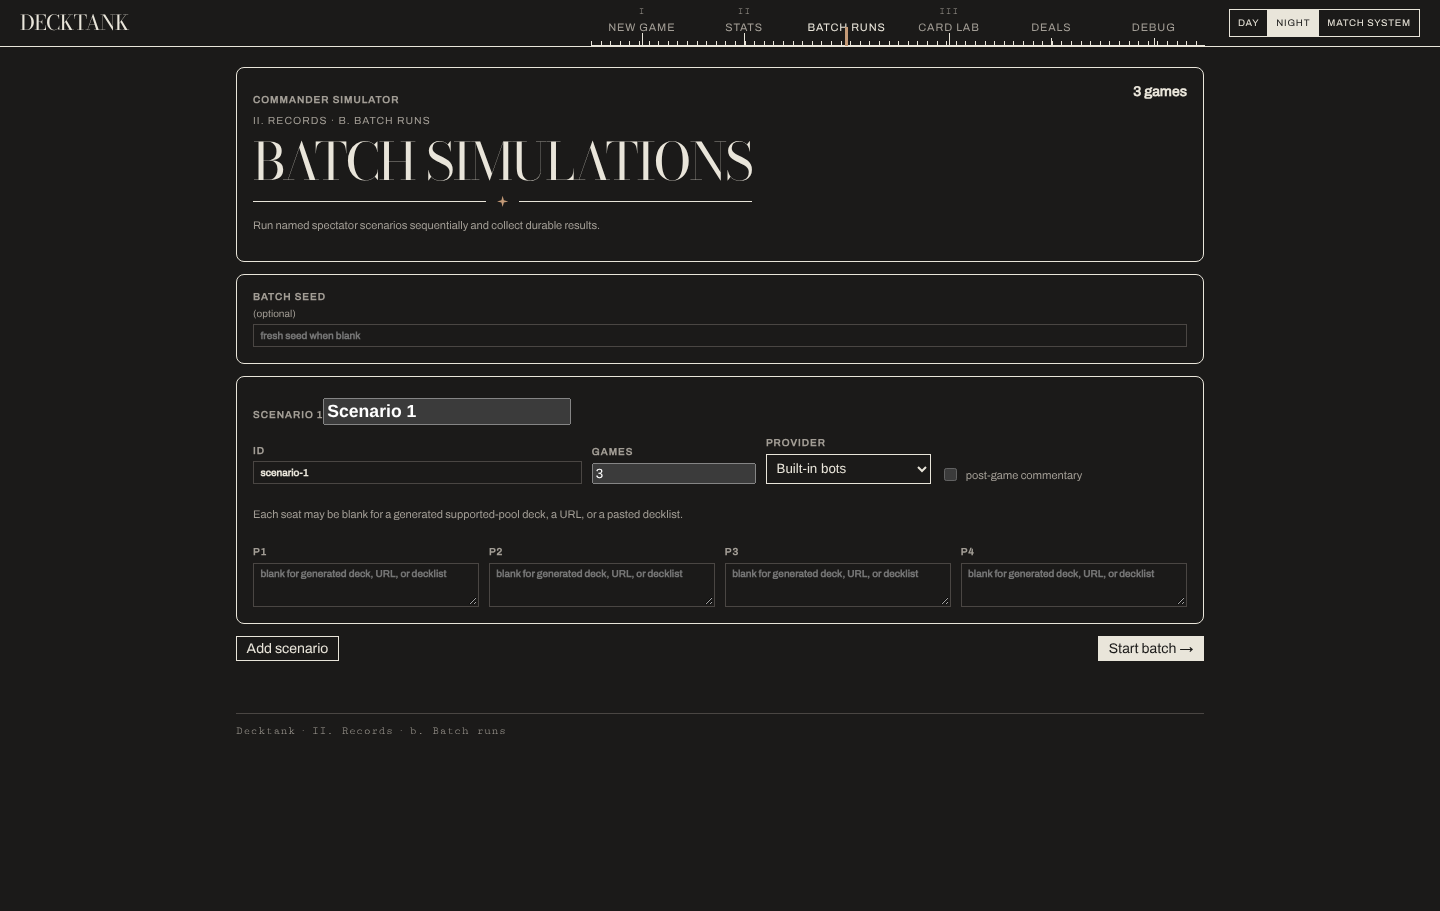 DECKTANK
I
NEW GAME
II
STATS
BATCH RUNS
III
CARD LAB
DEALS
DEBUG
DAY
NIGHT
MATCH SYSTEM
COMMANDER SIMULATOR
3 games
II. RECORDS · B. BATCH RUNS
BATCH SIMULATIONS
Run named spectator scenarios sequentially and collect durable results.
BATCH SEED
(optional)
fresh seed when blank
SCENARIO 1 Scenario 1
ID
scenario-1
GAMES
3
PROVIDER
Built-in bots
post-game commentary
Each seat may be blank for a generated supported-pool deck, a URL, or a pasted decklist.
P1
blank for generated deck, URL, or decklist
P2
blank for generated deck, URL, or decklist
P3
blank for generated deck, URL, or decklist
P4
blank for generated deck, URL, or decklist
Add scenario
Start batch →
Decktank · II. Records · b. Batch runs